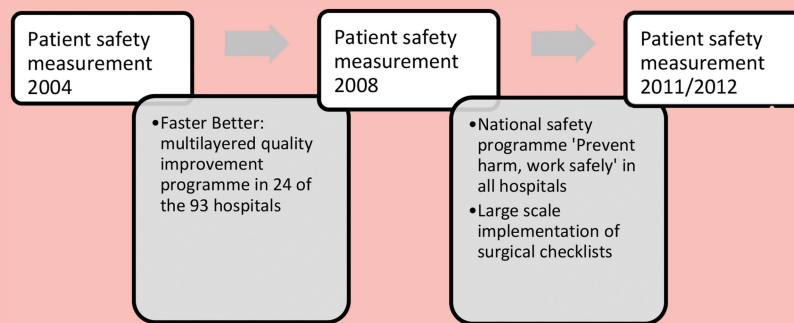 Patient safety
measurement
2004
Patient safety
measurement
2008
Patient safety
measurement
2011/2012
•Faster Better:
multilayered quality
improvement
programme in 24 of
the 93 hospitals
•National safety
programme 'Prevent
harm, work safely' in
all hospitals
•Large scale
implementation of
surgical checklists